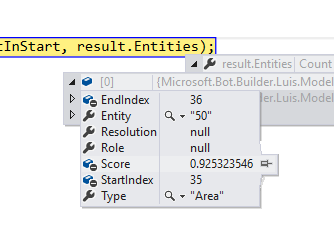 tInStart, result.Entities);
result.Entities Count
[0] {Microsoft.Bot.Builder.Luis.Model
EndIndex 36
Entity "50"
Resolution null
Role null
Score 0.925323546
StartIndex 35
Type "Area"